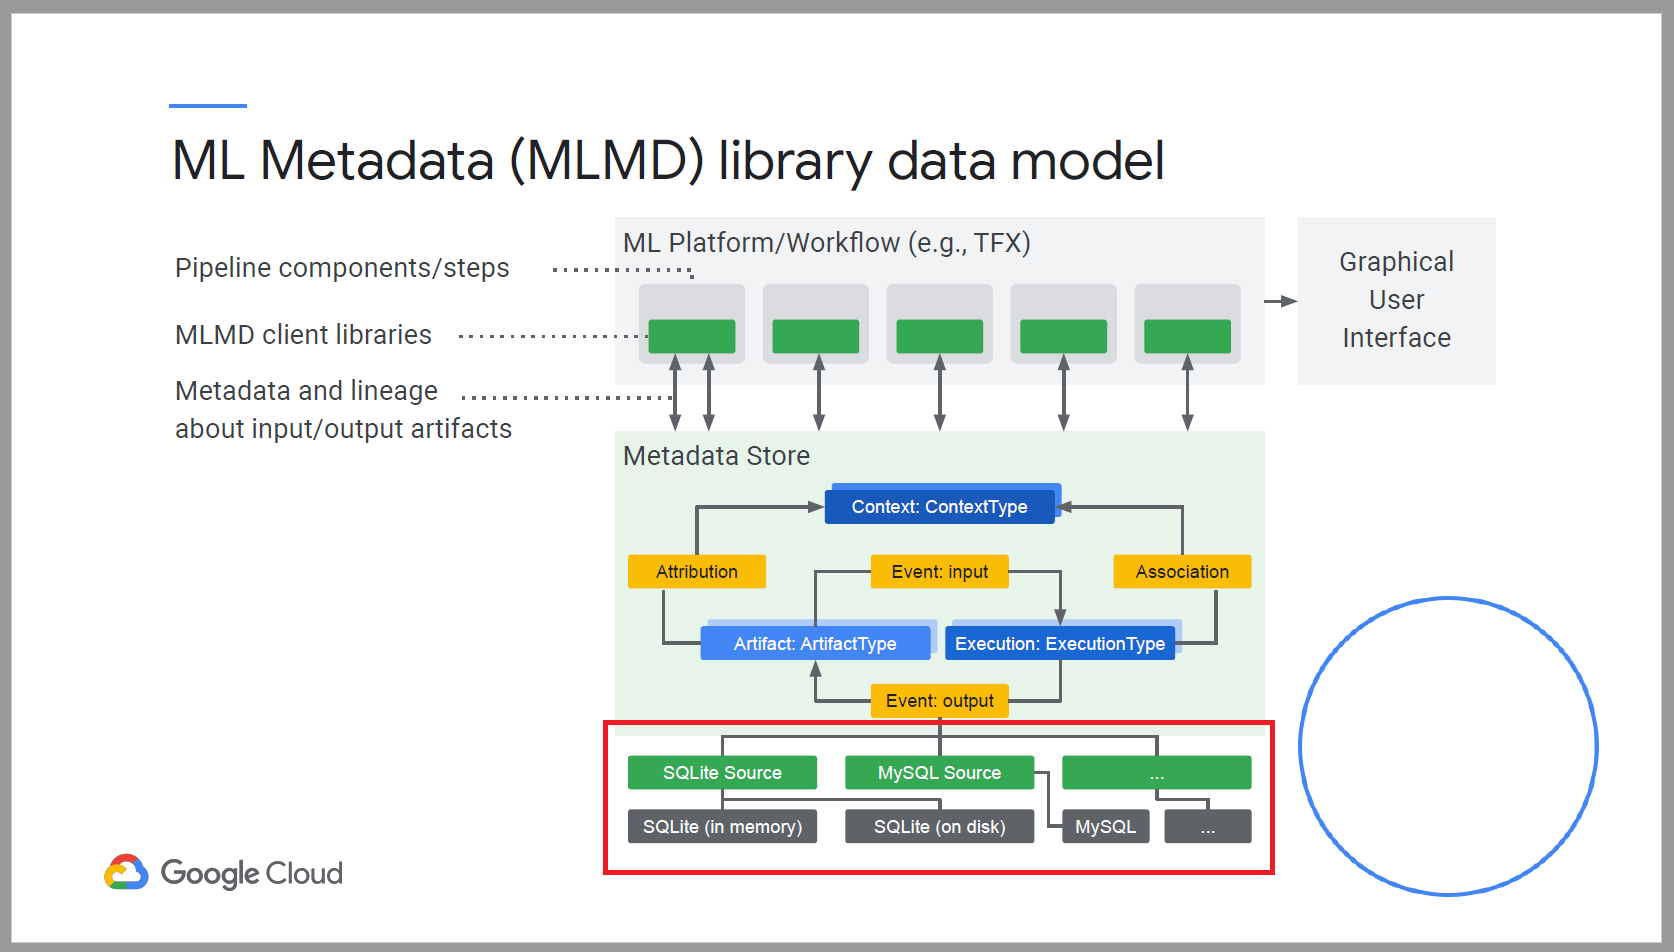 ML Metadata (MLMD) library data model
Pipeline components/steps
MLMD client libraries
Metadata and lineage
about input/output artifacts
ML Platform/Workflow (e.g., TFX)
Graphical
User
Interface
Metadata Store
Context: ContextType
Attribution
Event: input
Association
Artifact: ArtifactType
Execution: ExecutionType
Event: output
SQLite Source
MySQL Source
...
SQLite (in memory)
SQLite (on disk)
MySQL
...
Google Cloud